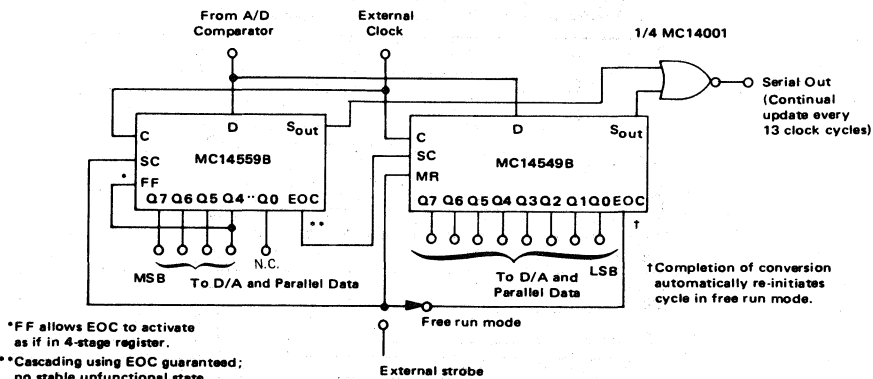 From A/D
Comparator
External
Clock
1/4 MC14001
Serial Out
(Continual
update every
13 clock cycles)
C
D
Sout
SC
MC14559B
*
FF
Q7 Q6 Q5 Q4 ·· Q0 EOC
**
C
D
Sout
SC
MC14549B
MR
Q7 Q6 Q5 Q4 Q3 Q2 Q1 Q0 EOC
†
MSB
To D/A and Parallel Data
N.C.
To D/A and
Parallel Data
LSB
†Completion of conversion
automatically re-initiates
cycle in free run mode.
Free run mode
External strobe
*FF allows EOC to activate
as if in 4-stage register.
**Cascading using EOC guaranteed;
no stable unfunctional state.